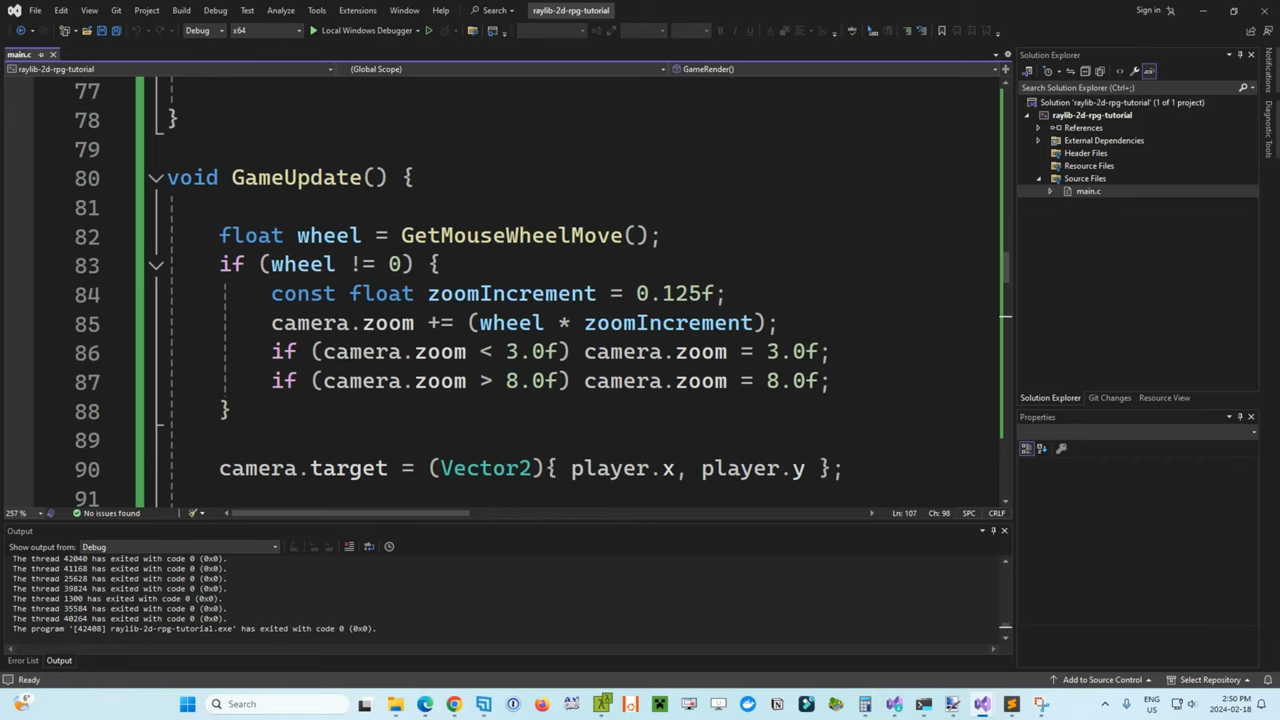 File Edit View Git Project Build Debug Test Analyze Tools Extensions Window Help Search raylib-2d-rpg-tutorial Sign in
Debug x64 Local Windows Debugger
main.c
raylib-2d-rpg-tutorial (Global Scope) GameRender()
77
78 }
79
80 void GameUpdate() {
81
82 float wheel = GetMouseWheelMove();
83 if (wheel != 0) {
84 const float zoomIncrement = 0.125f;
85 camera.zoom += (wheel * zoomIncrement);
86 if (camera.zoom < 3.0f) camera.zoom = 3.0f;
87 if (camera.zoom > 8.0f) camera.zoom = 8.0f;
88 }
89
90 camera.target = (Vector2){ player.x, player.y };
91
257 % No issues found Ln: 107 Ch: 98 SPC CRLF
Output
Show output from: Debug
The thread 42040 has exited with code 0 (0x0).
The thread 41168 has exited with code 0 (0x0).
The thread 25628 has exited with code 0 (0x0).
The thread 39824 has exited with code 0 (0x0).
The thread 1300 has exited with code 0 (0x0).
The thread 35584 has exited with code 0 (0x0).
The thread 40264 has exited with code 0 (0x0).
The program '[42408] raylib-2d-rpg-tutorial.exe' has exited with code 0 (0x0).
Error List Output
Solution Explorer
Search Solution Explorer (Ctrl+;)
Solution 'raylib-2d-rpg-tutorial' (1 of 1 project)
raylib-2d-rpg-tutorial
References
External Dependencies
Header Files
Resource Files
Source Files
main.c
Solution Explorer Git Changes Resource View
Properties
Notifications
Diagnostic Tools
Ready Add to Source Control Select Repository
6° Search ENG US 2:50 PM 2024-02-18